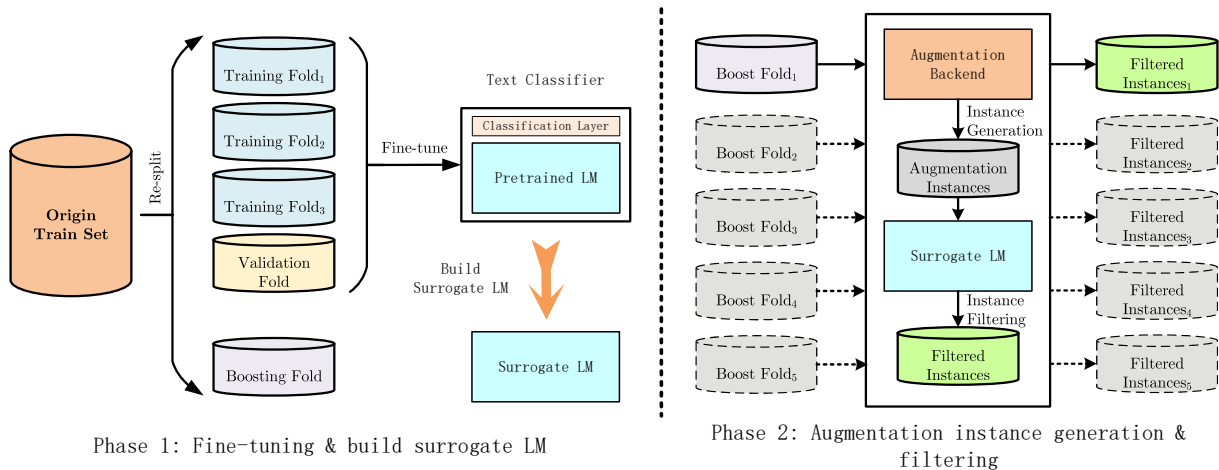 Origin
Train Set
Re-split
Training Fold₁
Training Fold₂
Training Fold₃
Validation
Fold
Boosting Fold
Fine-tune
Text Classifier
Classification Layer
Pretrained LM
Build
Surrogate LM
Surrogate LM
Phase 1: Fine-tuning & build surrogate LM
Boost Fold₁
Boost Fold₂
Boost Fold₃
Boost Fold₄
Boost Fold₅
Augmentation
Backend
Instance
Generation
Augmentation
Instances
Surrogate LM
Instance
Filtering
Filtered
Instances
Filtered
Instances₁
Filtered
Instances₂
Filtered
Instances₃
Filtered
Instances₄
Filtered
Instances₅
Phase 2: Augmentation instance generation &
filtering